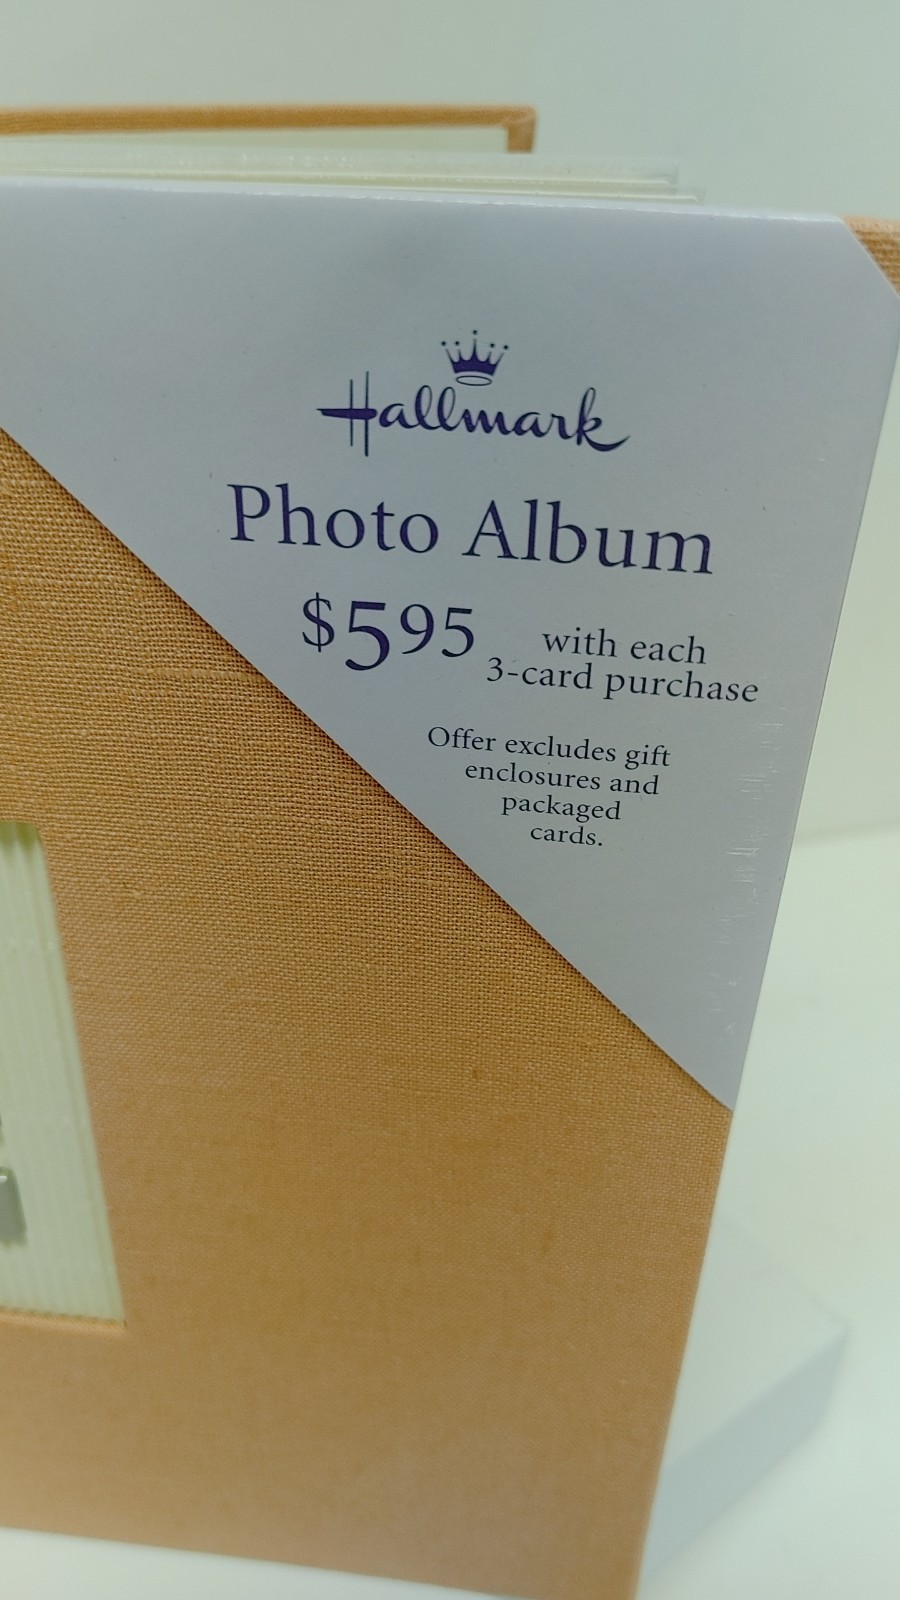 Hallmark
Photo Album
$595 with each
3-card purchase
Offer excludes gift
enclosures and
packaged
cards.